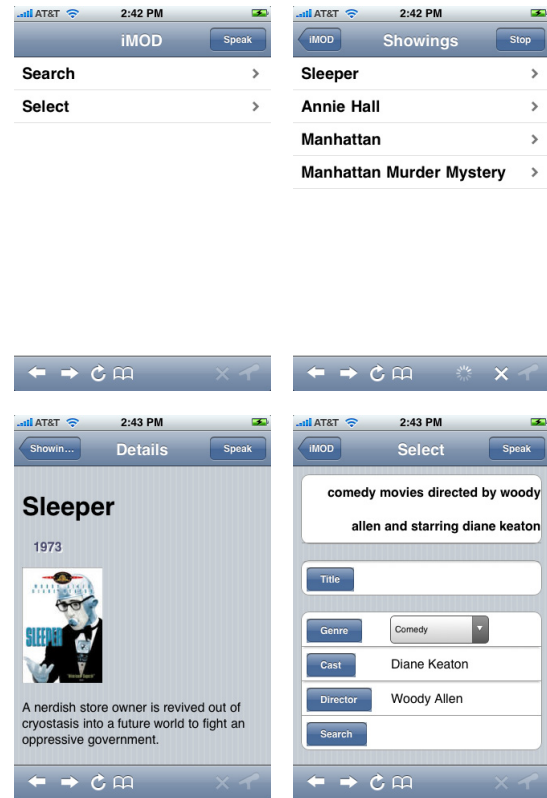 AT&T 2:42 PM
iMOD Speak
Search
Select
AT&T 2:42 PM
iMOD Showings Stop
Sleeper
Annie Hall
Manhattan
Manhattan Murder Mystery
AT&T 2:43 PM
Showin... Details Speak
Sleeper
1973
SLEEPER
A nerdish store owner is revived out of
cryostasis into a future world to fight an
oppressive government.
AT&T 2:43 PM
iMOD Select Speak
comedy movies directed by woody
allen and starring diane keaton
Title
Genre Comedy
Cast Diane Keaton
Director Woody Allen
Search